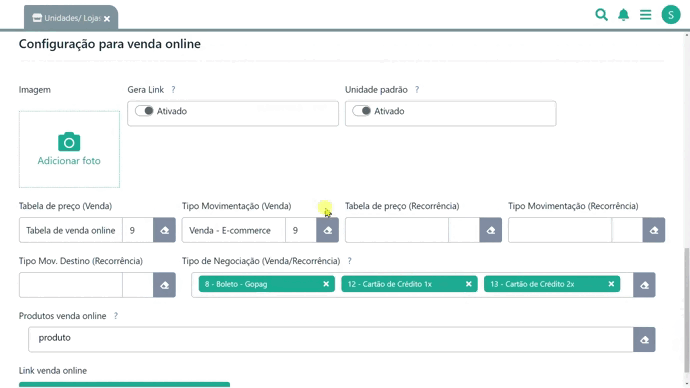 Unidades/ Lojas
S
Configuração para venda online
Imagem
Gera Link ?
Unidade padrão ?
Ativado
Ativado
Adicionar foto
Tabela de preço (Venda)
Tipo Movimentação (Venda)
Tabela de preço (Recorrência)
Tipo Movimentação (Recorrência)
Tabela de venda online 9
Venda - E-commerce 9
Tipo Mov. Destino (Recorrência)
Tipo de Negociação (Venda/Recorrência) ?
8 - Boleto - Gopag
12 - Cartão de Crédito 1x
13 - Cartão de Crédito 2x
Produtos venda online ?
produto
Link venda online